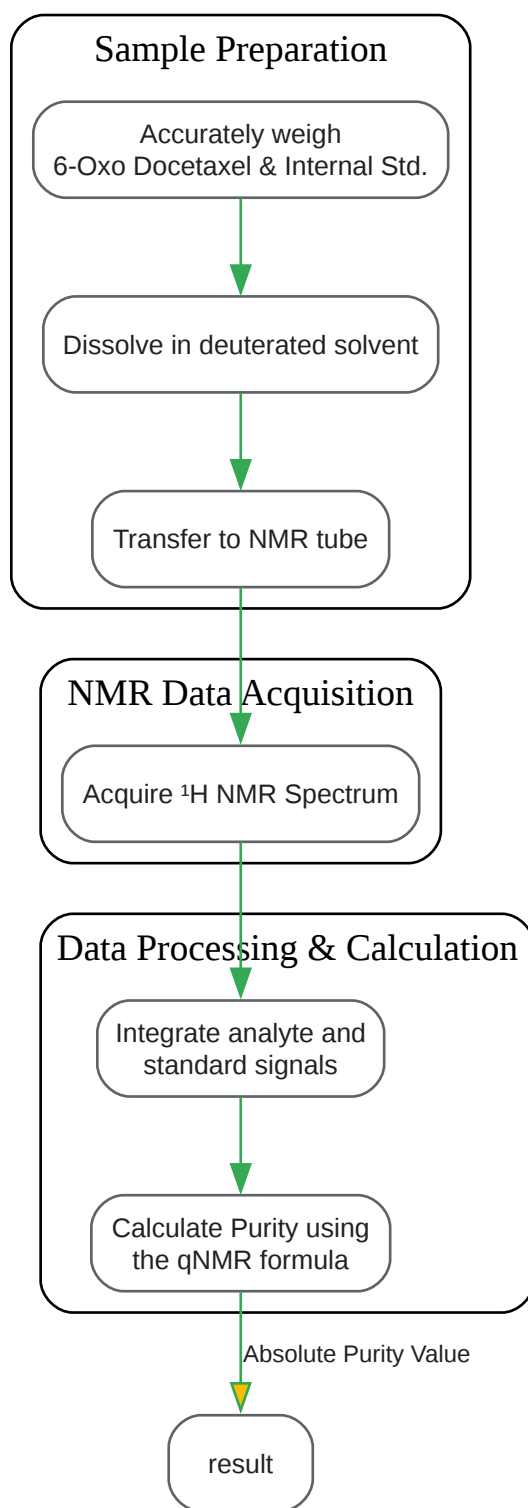 Sample Preparation
Accurately weigh
6-Oxo Docetaxel & Internal Std.
Dissolve in deuterated solvent
Transfer to NMR tube
NMR Data Acquisition
Acquire ¹H NMR Spectrum
Data Processing & Calculation
Integrate analyte and
standard signals
Calculate Purity using
the qNMR formula
Absolute Purity Value
result